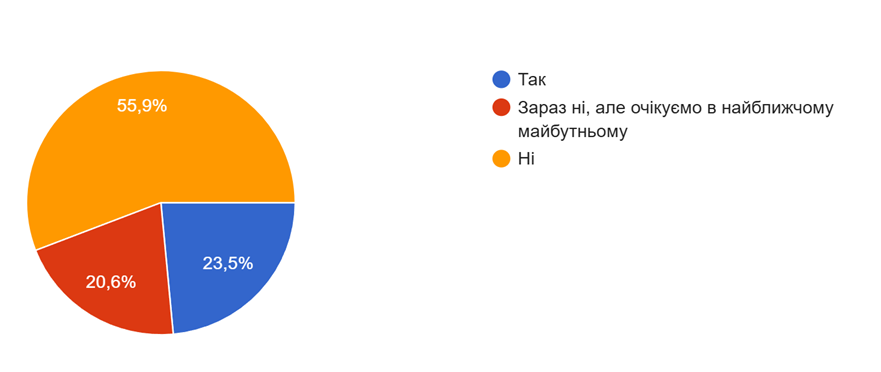 55,9%
23,5%
20,6%
Так
Зараз ні, але очікуємо в найближчому
майбутньому
Ні